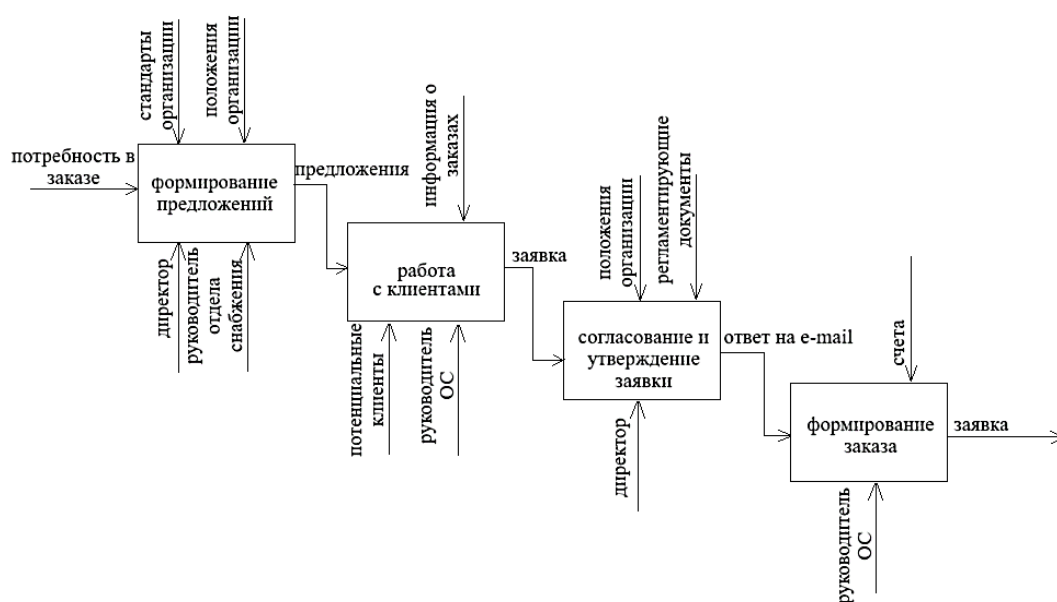 стандарты
организации
положения
организации
потребность в
заказе
формирование
предложений
предложения
директор
руководитель
отдела
снабжения
информация о
заказах
работа
с клиентами
заявка
потенциальные
клиенты
руководитель
ОС
положения
организации
регламентирующие
документы
согласование и
утверждение
заявки
ответ на e-mail
директор
счета
формирование
заказа
заявка
руководитель
ОС